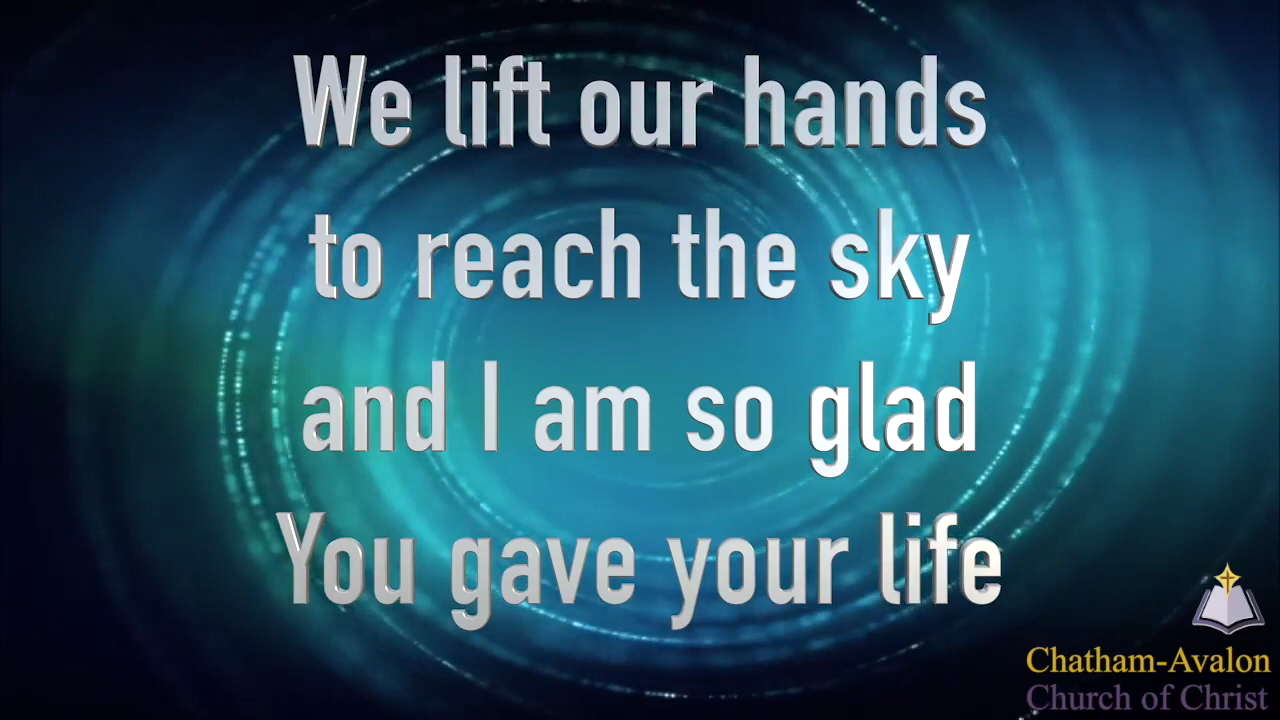 We lift our hands
to reach the sky
and I am so glad
You gave your life
Chatham-Avalon
Church of Christ